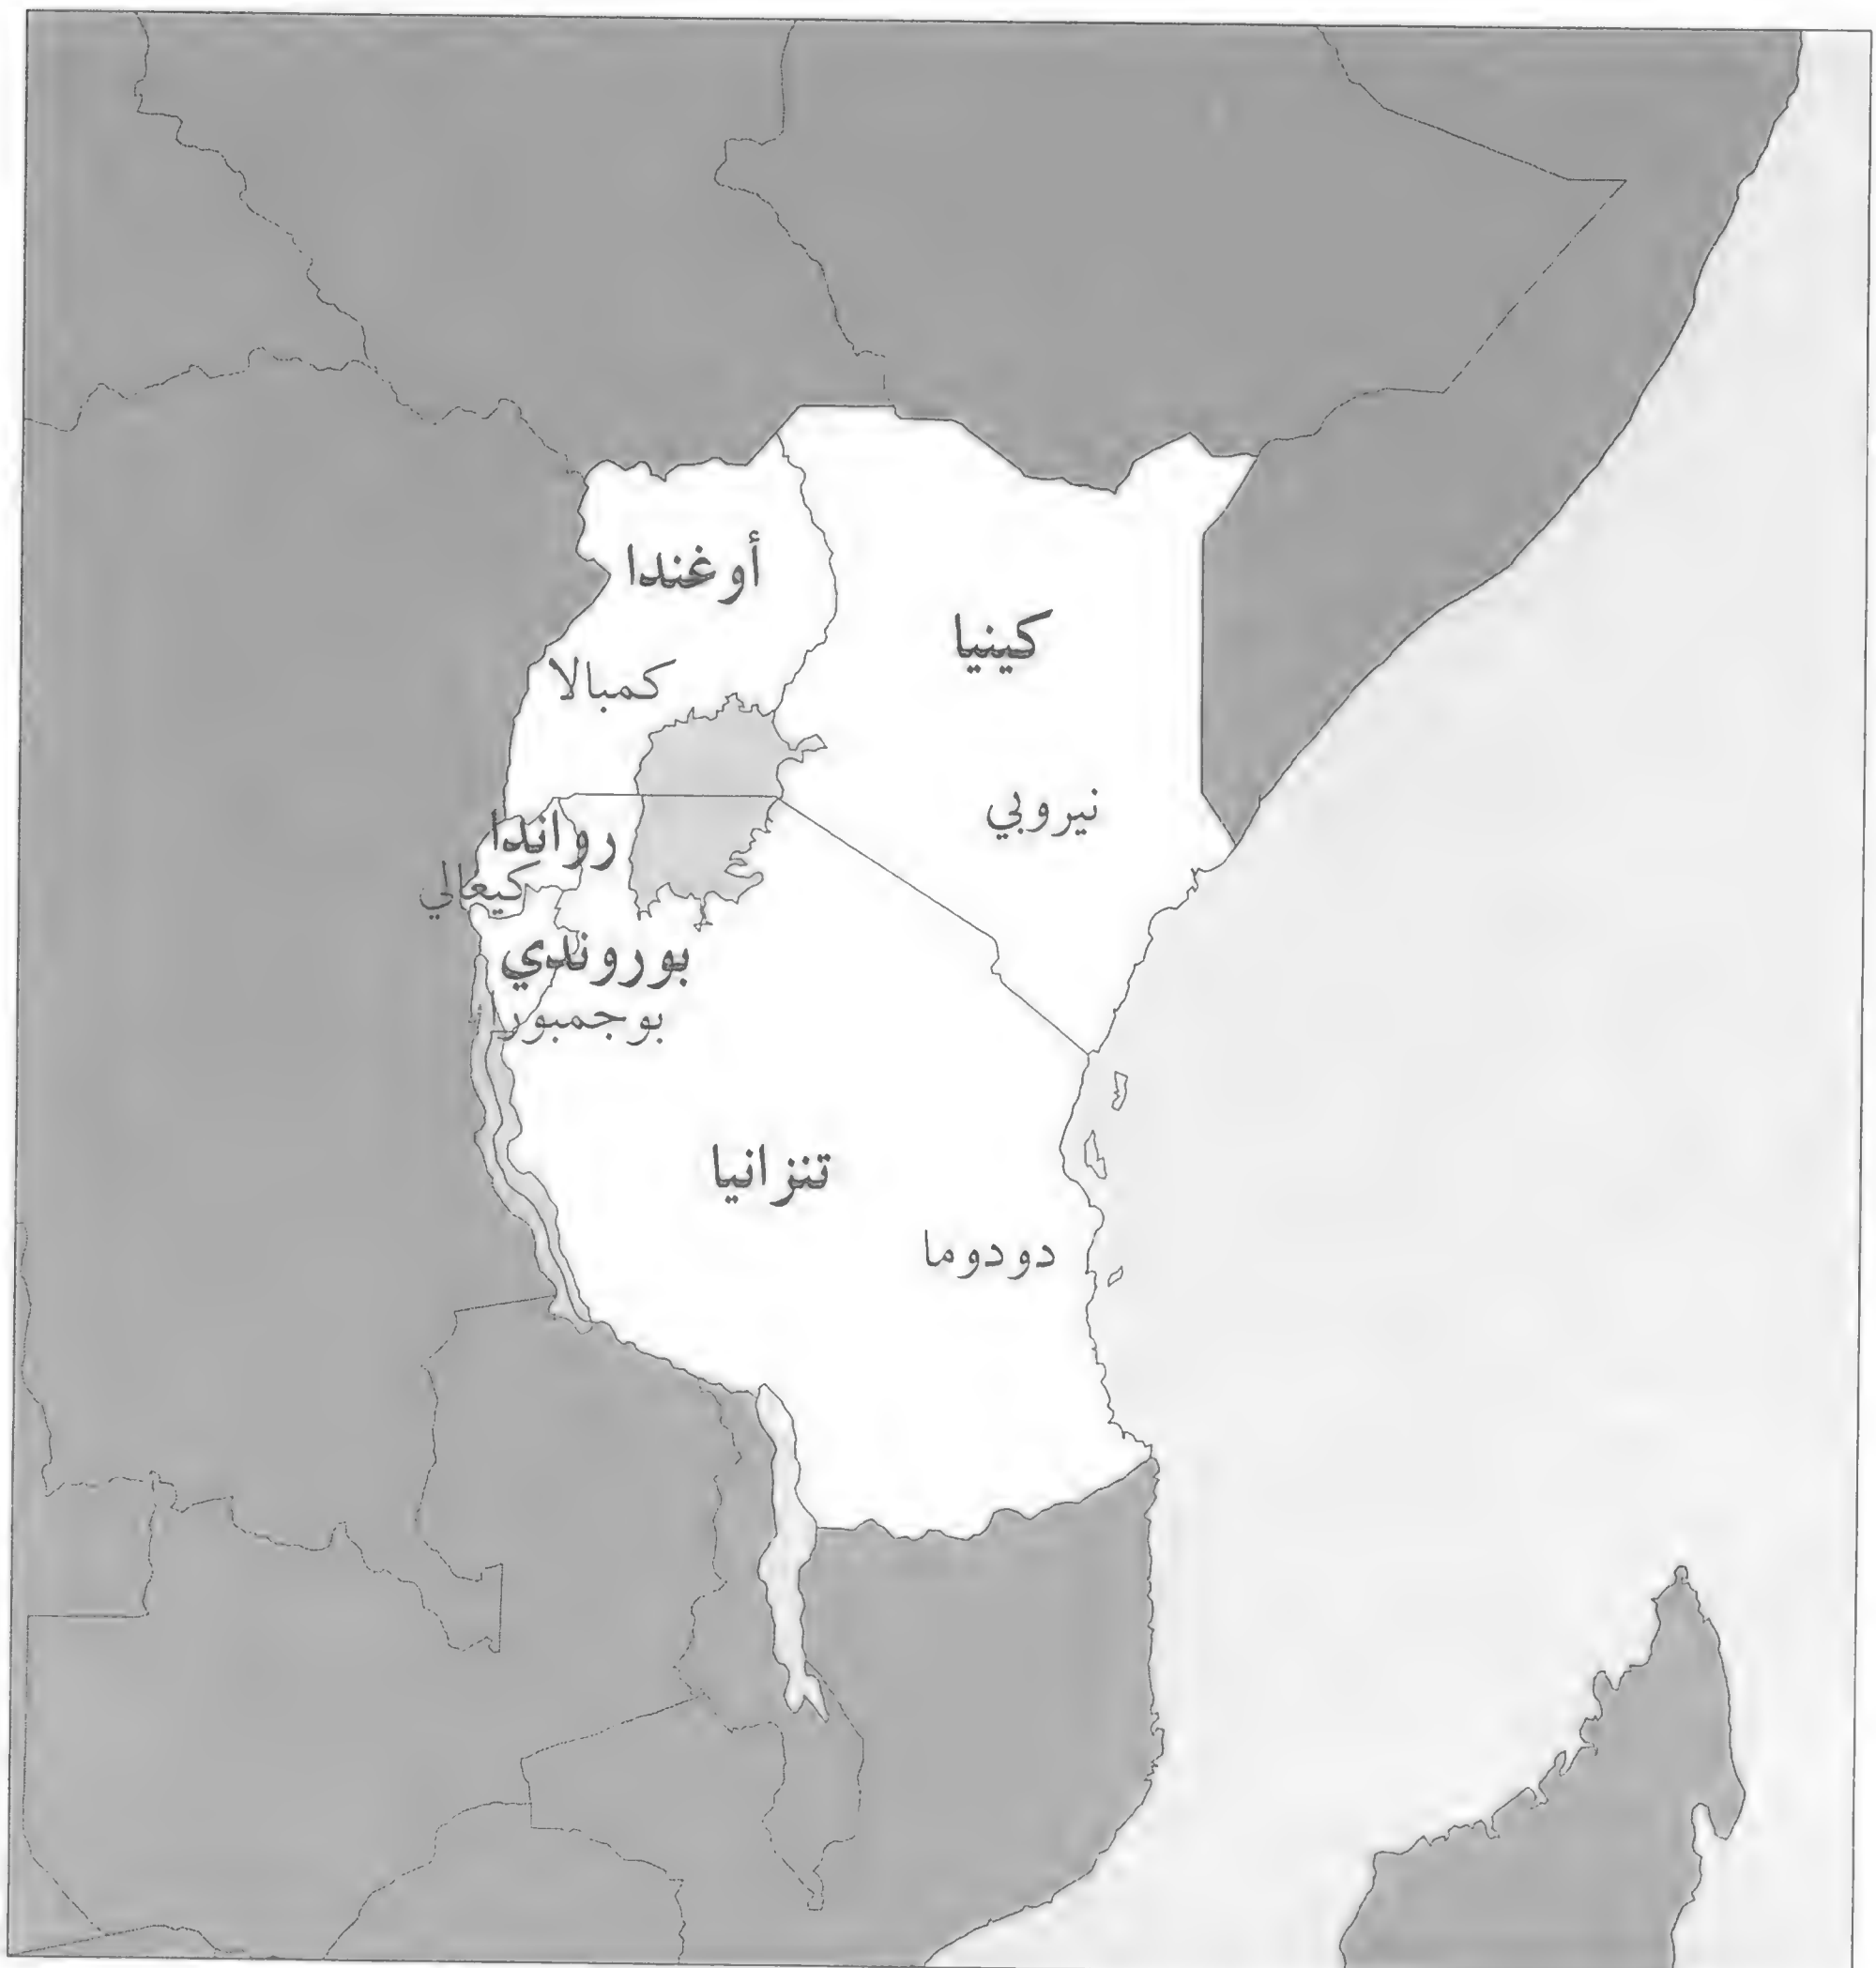 أوغندا
كينيا
كمبالا
نيروبي
رواندا
كيغالي
بوروندي
بوجمبورا
تنزانيا
دودوما